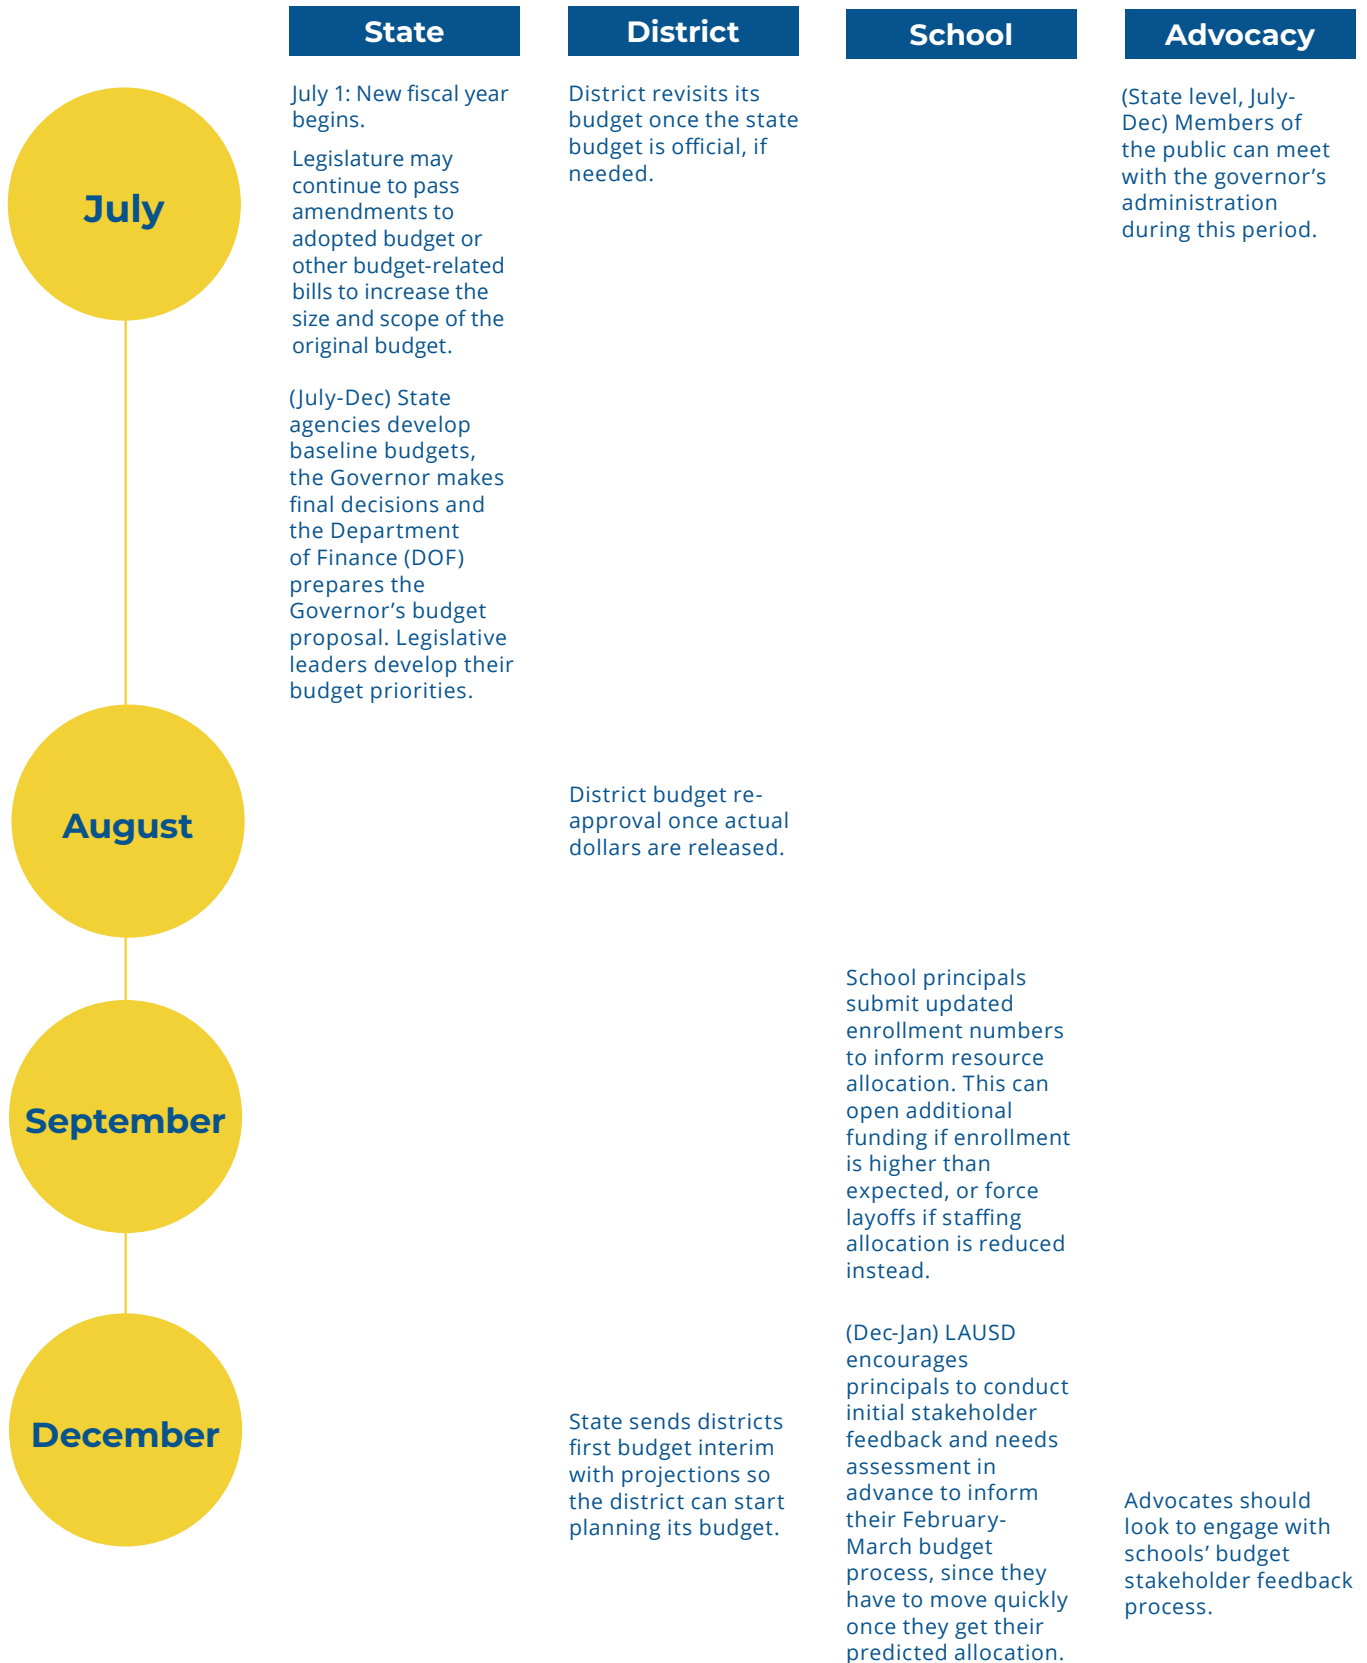 State
District
School
Advocacy
July
July 1: New fiscal year
begins.
Legislature may
continue to pass
amendments to
adopted budget or
other budget-related
bills to increase the
size and scope of the
original budget.
(July-Dec) State
agencies develop
baseline budgets,
the Governor makes
final decisions and
the Department
of Finance (DOF)
prepares the
Governor’s budget
proposal. Legislative
leaders develop their
budget priorities.
District revisits its
budget once the state
budget is official, if
needed.
(State level, July-
Dec) Members of
the public can meet
with the governor’s
administration
during this period.
August
District budget re-
approval once actual
dollars are released.
September
School principals
submit updated
enrollment numbers
to inform resource
allocation. This can
open additional
funding if enrollment
is higher than
expected, or force
layoffs if staffing
allocation is reduced
instead.
December
State sends districts
first budget interim
with projections so
the district can start
planning its budget.
(Dec-Jan) LAUSD
encourages
principals to conduct
initial stakeholder
feedback and needs
assessment in
advance to inform
their February-
March budget
process, since they
have to move quickly
once they get their
predicted allocation.
Advocates should
look to engage with
schools’ budget
stakeholder feedback
process.